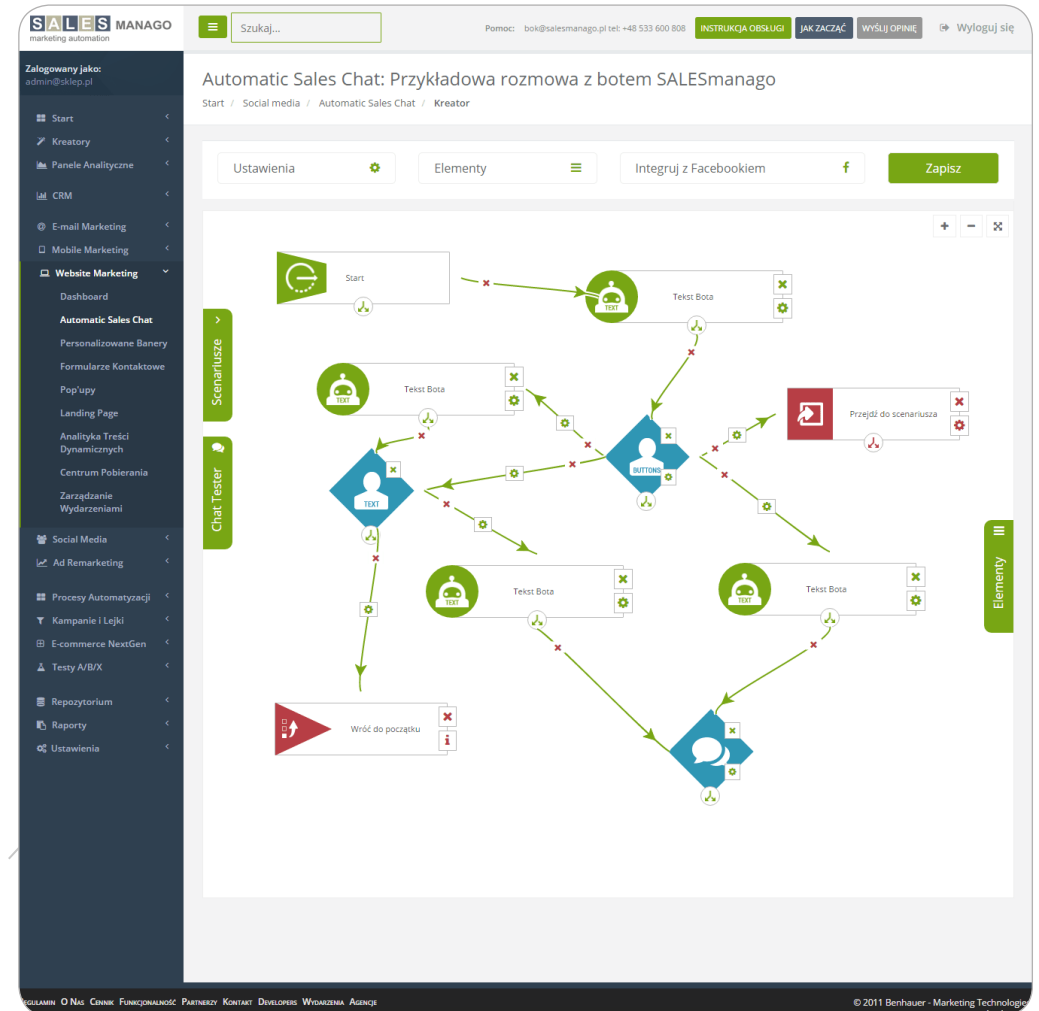 SALES MANAGO
marketing automation
Szukaj...
Pomoc: bok@salesmanago.pl tel: +48 533 600 808
INSTRUKCJA OBSŁUGI
JAK ZACZĄĆ
WYŚLIJ OPINIĘ
Wyloguj się
Zalogowany jako:
admin@sklep.pl
Start
Kreatory
Panele Analityczne
CRM
E-mail Marketing
Mobile Marketing
Website Marketing
Dashboard
Automatic Sales Chat
Personalizowane Banery
Formularze Kontaktowe
Pop'upy
Landing Page
Analityka Treści
Dynamicznych
Centrum Pobierania
Zarządzanie
Wydarzeniami
Social Media
Ad Remarketing
Procesy Automatyzacji
Kampanie i Lejki
E-commerce NextGen
Testy A/B/X
Repozytorium
Raporty
Ustawienia
Automatic Sales Chat: Przykładowa rozmowa z botem SALESmanago
Start / Social media / Automatic Sales Chat / Kreator
Ustawienia
Elementy
Integruj z Facebookiem
Zapisz
Scenariusze
Chat Tester
Elementy
Start
TEXT
Tekst Bota
TEXT
Tekst Bota
Przejdź do scenariusza
BUTTONS
TEXT
TEXT
Tekst Bota
TEXT
Tekst Bota
Wróć do początku
REGULAMIN O NAS CENNIK FUNKCJONALNOŚĆ PARTNERZY KONTAKT DEVELOPERS WYDARZENIA AGENCJE
© 2011 Benhauer - Marketing Technologies